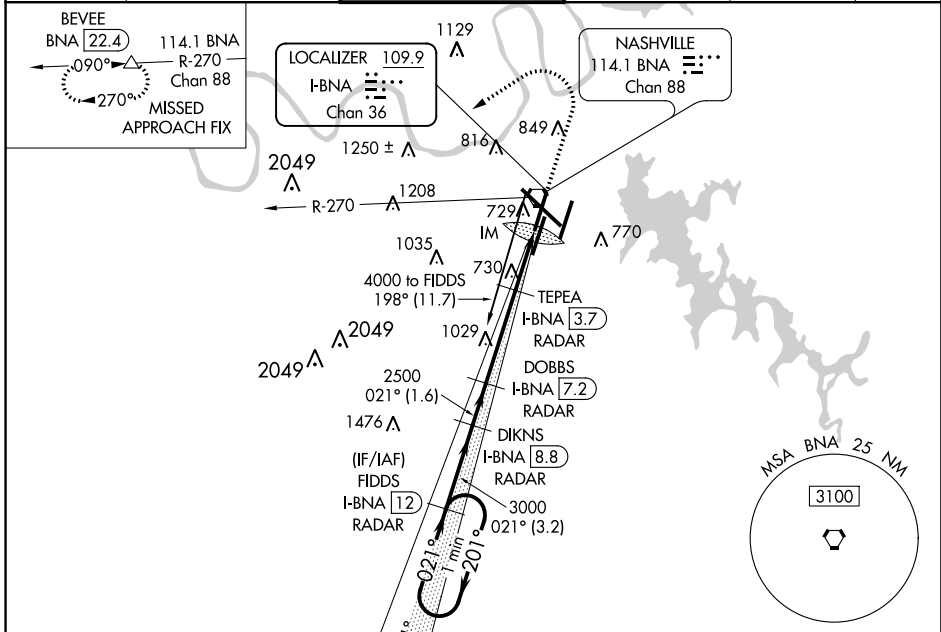 BEVEE
BNA 22.4
114.1 BNA
R-270
Chan 88
090°
270°
MISSED
APPROACH FIX
LOCALIZER 109.9
I-BNA
Chan 36
1129
NASHVILLE
114.1 BNA
Chan 88
849
816
1250 ±
2049
1208
R-270
729
IM
770
1035
730
4000 to FIDDS
198° (11.7)
TEPEA
I-BNA 3.7
RADAR
1029
2049
2049
DOBBS
I-BNA 7.2
RADAR
2500
021° (1.6)
1476
DIKNS
I-BNA 8.8
RADAR
(IF/IAF)
FIDDS
I-BNA 12
RADAR
3000
021° (3.2)
021°
1 min
201°
MSA BNA 25 NM
3100